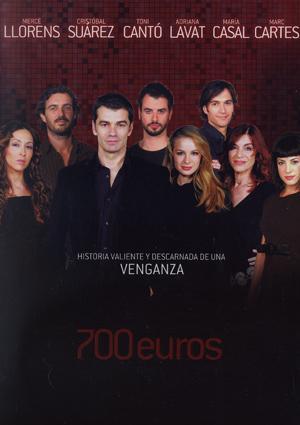 MERCÈ CRISTÓBAL TONI ADRIANA MARÍA MARC
LLORENS SUÁREZ CANTÓ LAVAT CASAL CARTES
HISTORIA VALIENTE Y DESCARNADA DE UNA
VENGANZA
700euros